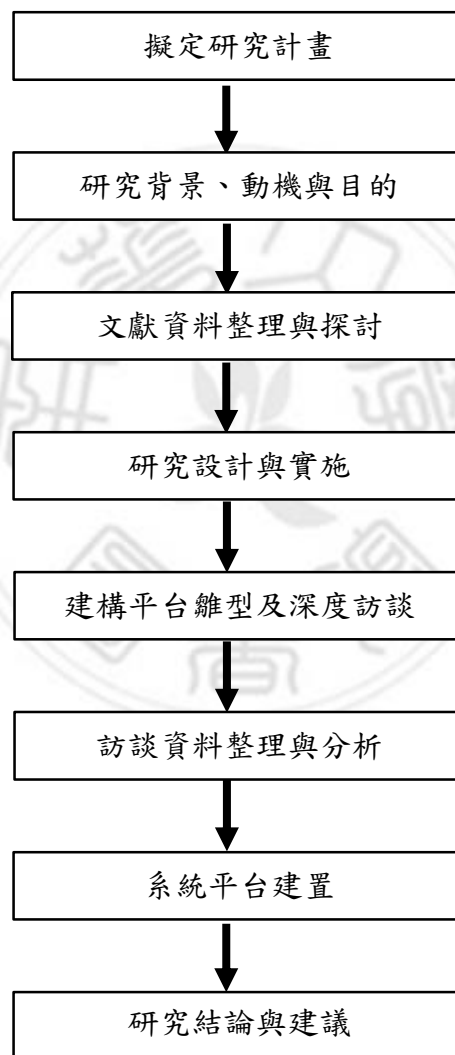 擬定研究計畫
研究背景、動機與目的
文獻資料整理與探討
研究設計與實施
建構平台雛型及深度訪談
訪談資料整理與分析
系統平台建置
研究結論與建議